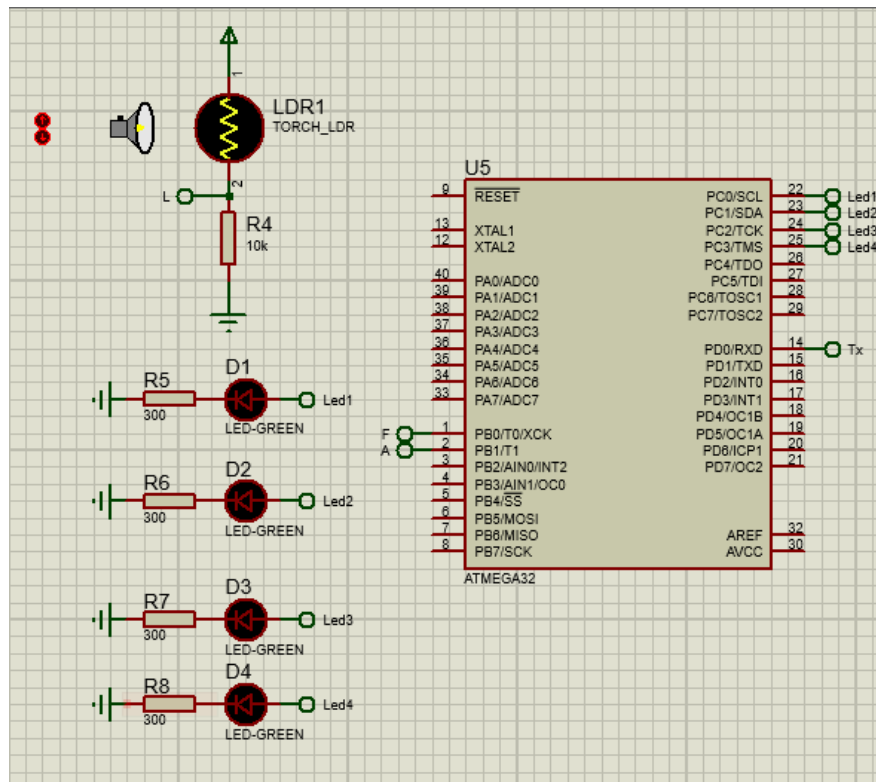 1
LDR1
TORCH_LDR
2
L
R4
10k
U5
9 RESET PC0/SCL 22 Led1
PC1/SDA 23 Led2
13 XTAL1 PC2/TCK 24 Led3
12 XTAL2 PC3/TMS 25 Led4
PC4/TDO 26
40 PA0/ADC0 PC5/TDI 27
39 PA1/ADC1 PC6/TOSC1 28
38 PA2/ADC2 PC7/TOSC2 29
37 PA3/ADC3
36 PA4/ADC4 PD0/RXD 14 Tx
35 PA5/ADC5 PD1/TXD 15
34 PA6/ADC6 PD2/INT0 16
33 PA7/ADC7 PD3/INT1 17
PD4/OC1B 18
F 1 PB0/T0/XCK PD5/OC1A 19
A 2 PB1/T1 PD6/ICP1 20
3 PB2/AIN0/INT2 PD7/OC2 21
4 PB3/AIN1/OC0
5 PB4/SS
6 PB5/MOSI
7 PB6/MISO AREF 32
8 PB7/SCK AVCC 30
ATMEGA32
R5 D1
300 Led1
LED-GREEN
R6 D2
300 Led2
LED-GREEN
R7 D3
300 Led3
LED-GREEN
R8 D4
300 Led4
LED-GREEN